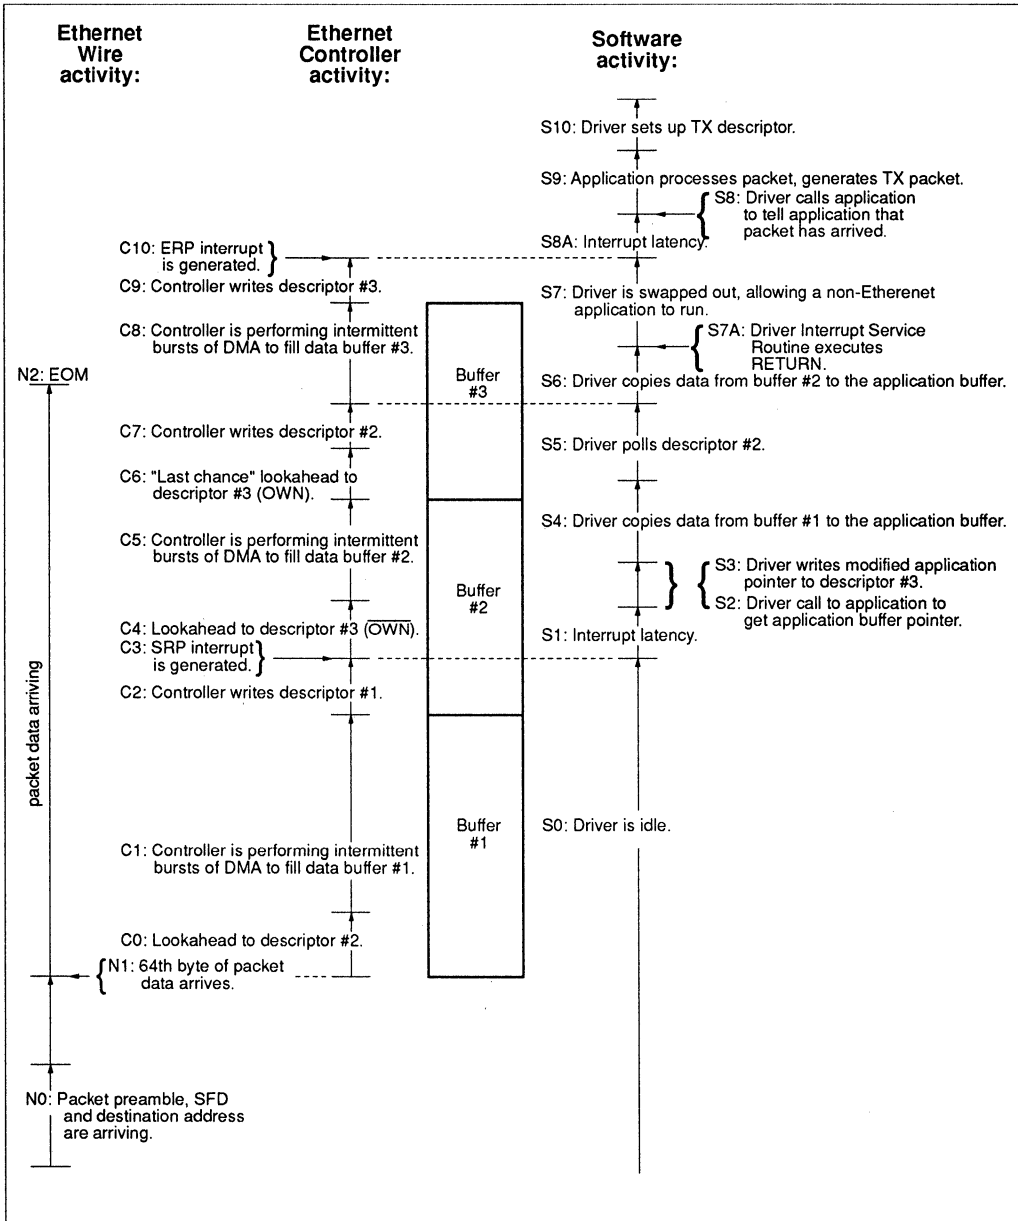 Ethernet
Wire
activity:
Ethernet
Controller
activity:
Software
activity:
S10: Driver sets up TX descriptor.
S9: Application processes packet, generates TX packet.
S8: Driver calls application
to tell application that
packet has arrived.
S8A: Interrupt latency.
C10: ERP interrupt
is generated.
C9: Controller writes descriptor #3.
S7: Driver is swapped out, allowing a non-Etherenet
application to run.
C8: Controller is performing intermittent
bursts of DMA to fill data buffer #3.
S7A: Driver Interrupt Service
Routine executes
RETURN.
N2: EOM
Buffer
#3
S6: Driver copies data from buffer #2 to the application buffer.
C7: Controller writes descriptor #2.
S5: Driver polls descriptor #2.
C6: "Last chance" lookahead to
descriptor #3 (OWN).
S4: Driver copies data from buffer #1 to the application buffer.
C5: Controller is performing intermittent
bursts of DMA to fill data buffer #2.
S3: Driver writes modified application
pointer to descriptor #3.
Buffer
#2
S2: Driver call to application to
get application buffer pointer.
C4: Lookahead to descriptor #3 (O̅W̅N̅).
S1: Interrupt latency.
C3: SRP interrupt
is generated.
C2: Controller writes descriptor #1.
packet data arriving
Buffer
#1
S0: Driver is idle.
C1: Controller is performing intermittent
bursts of DMA to fill data buffer #1.
C0: Lookahead to descriptor #2.
N1: 64th byte of packet
data arrives.
N0: Packet preamble, SFD
and destination address
are arriving.